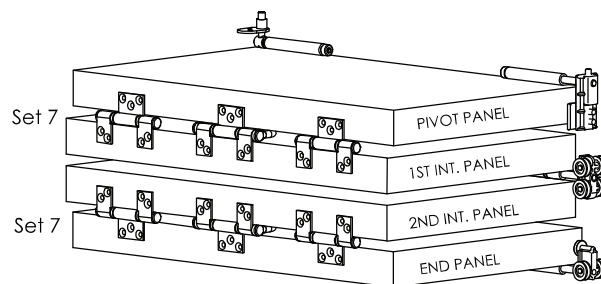 PIVOT PANEL
Set 7
1ST INT. PANEL
2ND INT. PANEL
Set 7
END PANEL